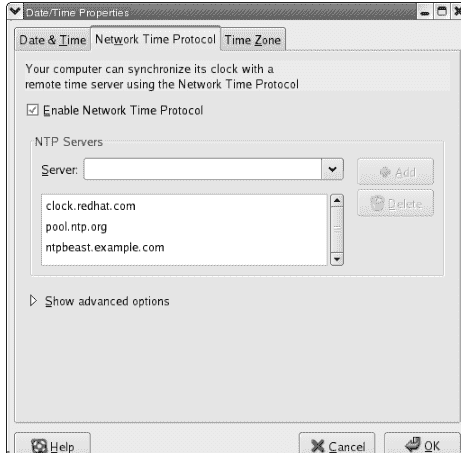 Date/Time Properties
Date & Time Network Time Protocol Time Zone
Your computer can synchronize its clock with a
remote time server using the Network Time Protocol
Enable Network Time Protocol
NTP Servers
Server: Add
Delete
clock.redhat.com
pool.ntp.org
ntpbeast.example.com
Show advanced options
Help Cancel OK